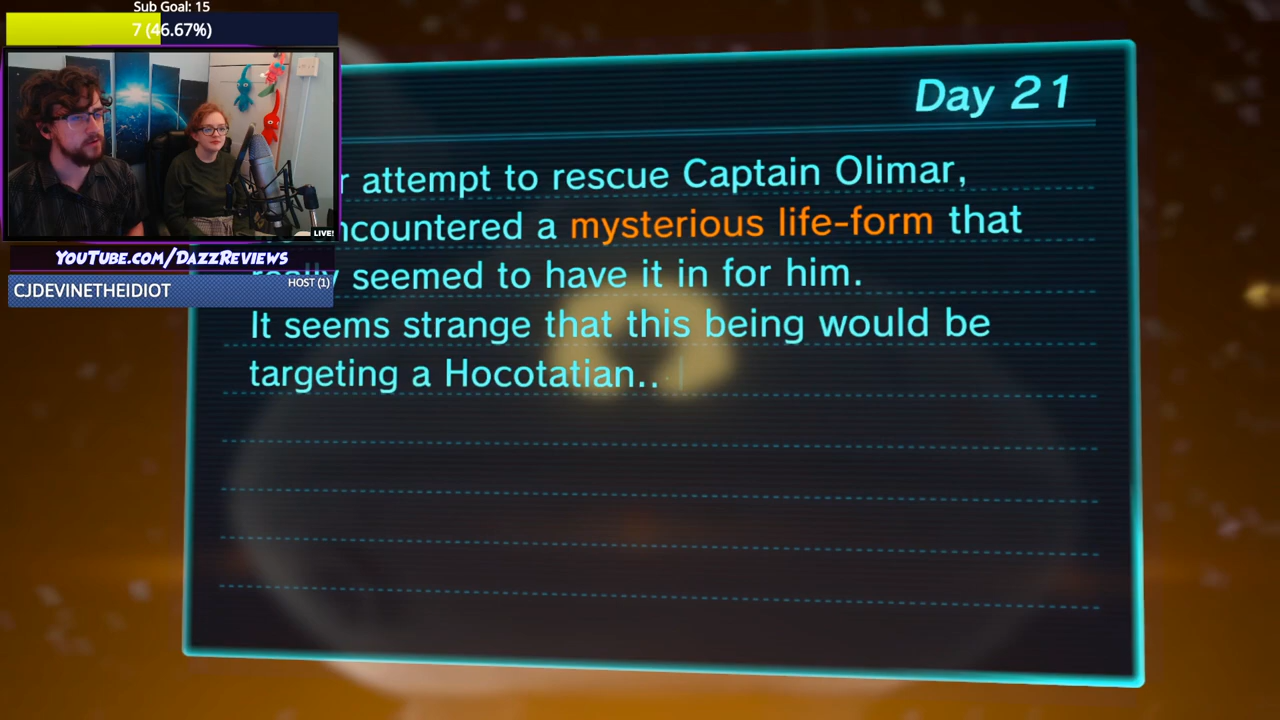 Sub Goal: 15
7 (46.67%)
LIVE!
YouTube.com/DazzReviews
HOST (1)
CJDEVINETHEIDIOT
Day 21
attempt to rescue Captain Olimar,
a mysterious life-form that
seemed to have it in for him.
It seems strange that this being would be
targeting a Hocotatian..